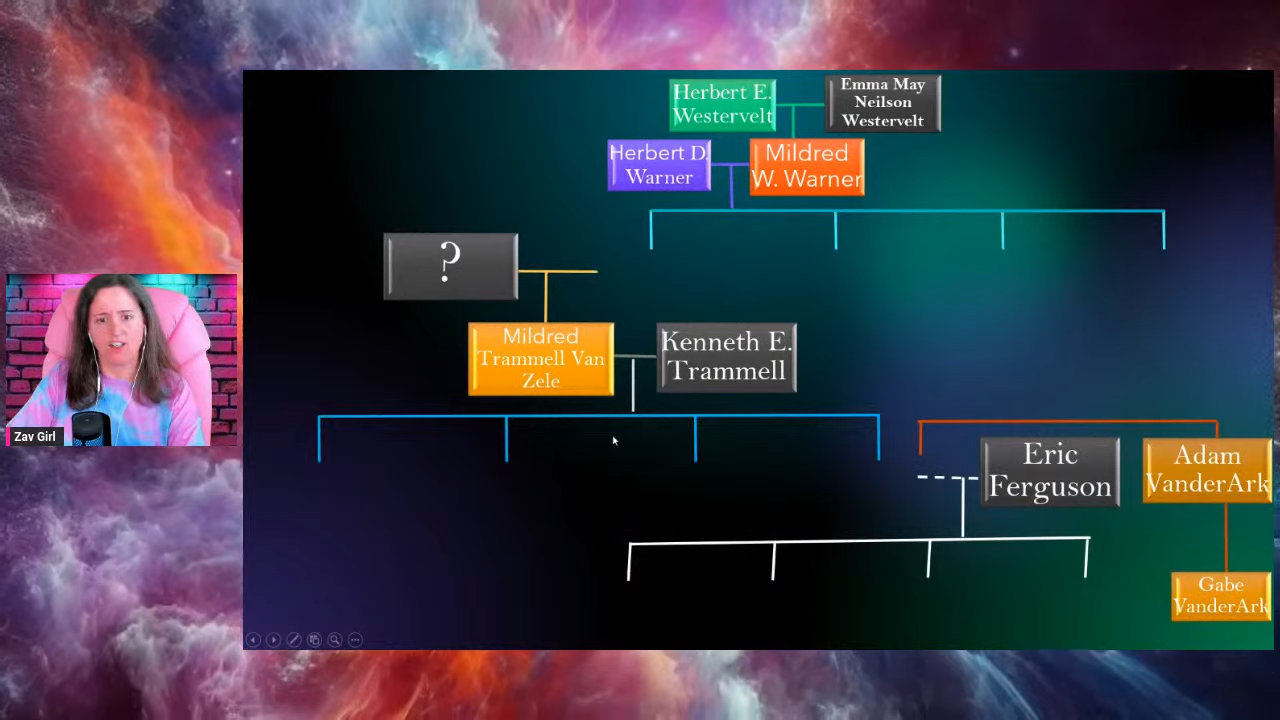 Herbert E.
Westervelt
Emma May
Neilson
Westervelt
Herbert D.
Warner
Mildred
W. Warner
?
Mildred
Trammell Van
Zele
Kenneth E.
Trammell
Eric
Ferguson
Adam
VanderArk
Gabe
VanderArk
Zav Girl